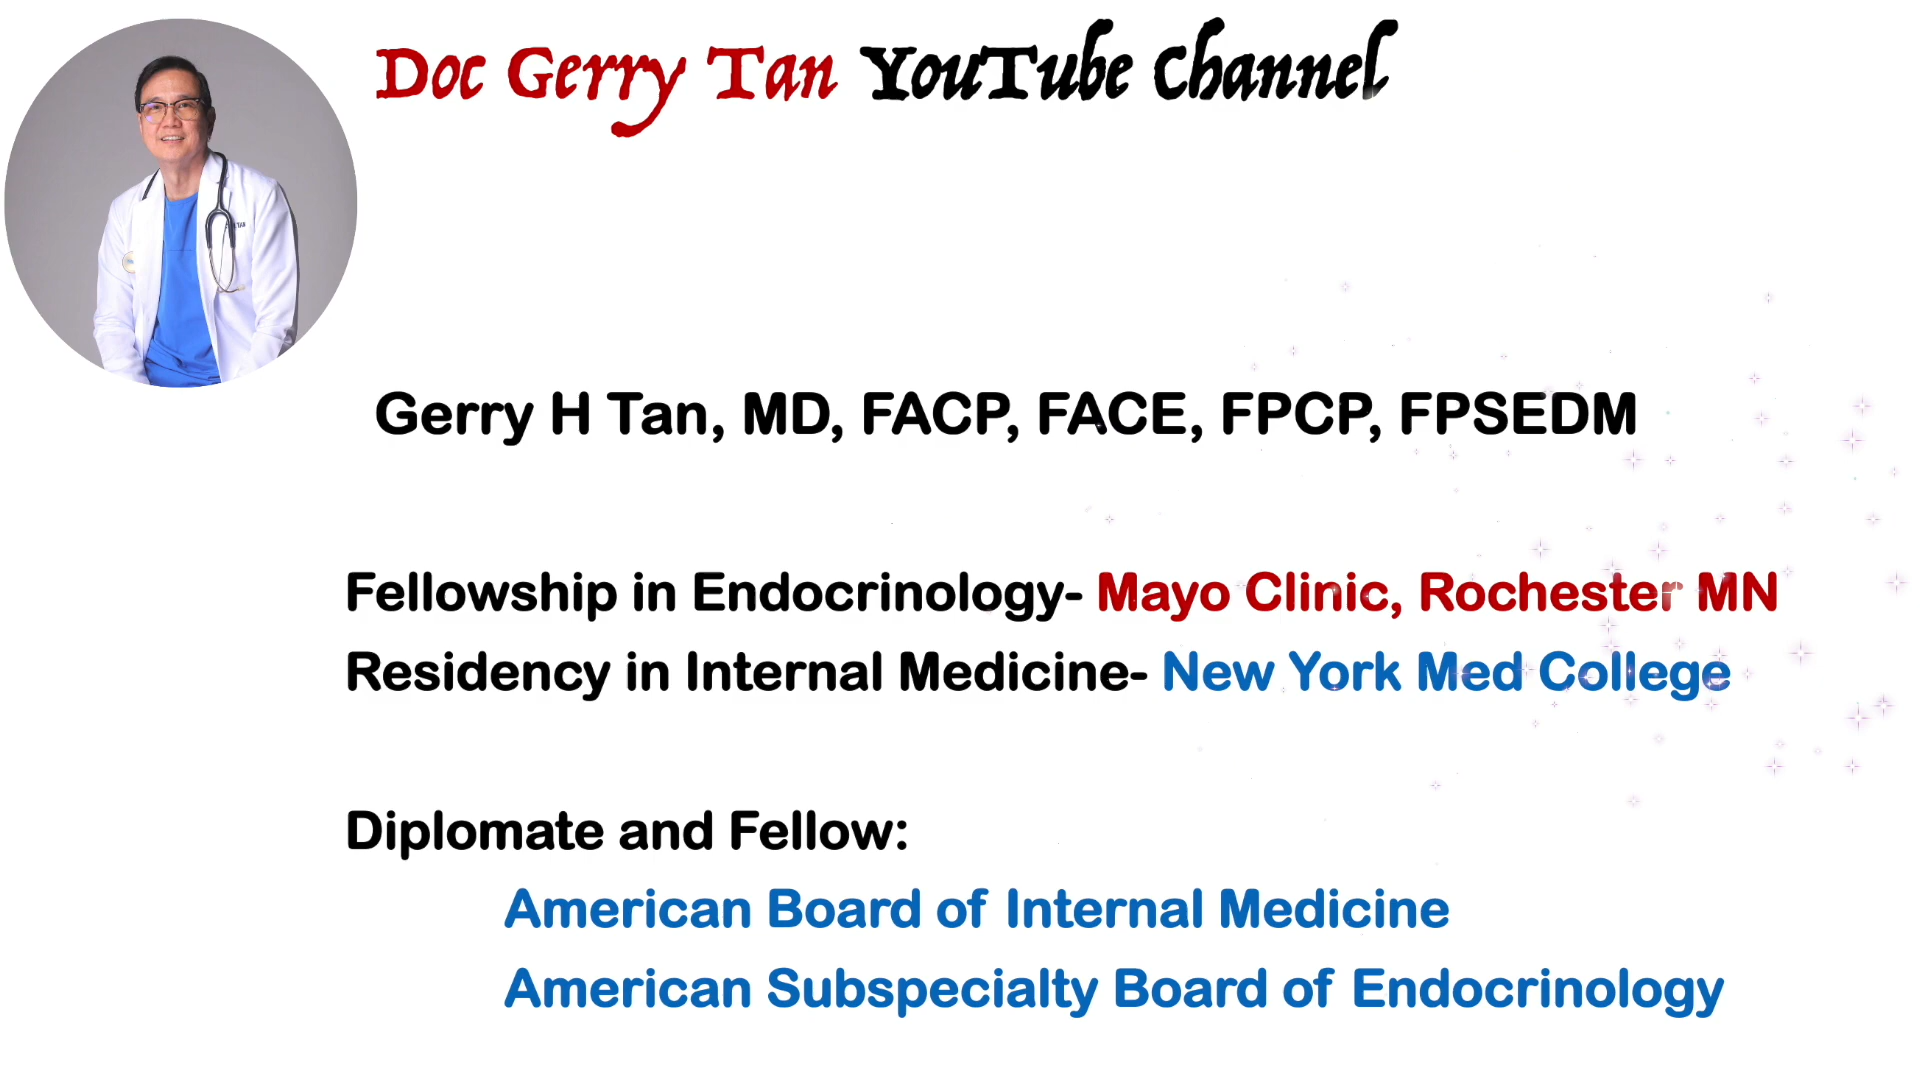 Doc Gerry Tan YouTube Channel
Gerry H Tan, MD, FACP, FACE, FPCP, FPSEDM
Fellowship in Endocrinology- Mayo Clinic, Rochester MN
Residency in Internal Medicine- New York Med College
Diplomate and Fellow:
American Board of Internal Medicine
American Subspecialty Board of Endocrinology